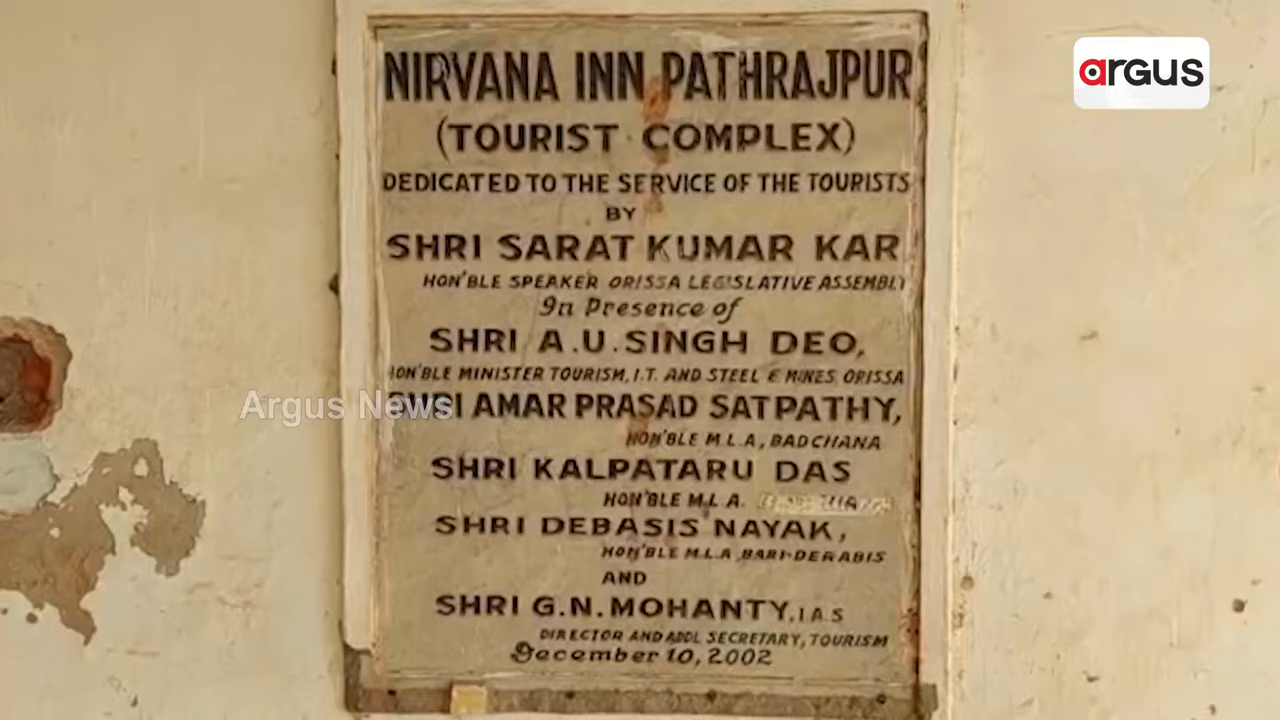 argus
NIRVANA INN PATHRAJPUR
(TOURIST COMPLEX)
DEDICATED TO THE SERVICE OF THE TOURISTS
BY
SHRI SARAT KUMAR KAR
HON'BLE SPEAKER ORISSA LEGISLATIVE ASSEMBLY
In Presence of
SHRI A.U. SINGH DEO,
HON'BLE MINISTER TOURISM, I.T. AND STEEL & MINES ORISSA
SHRI AMAR PRASAD SATPATHY,
Argus News
HON'BLE M.L.A, BADCHANA
SHRI KALPATARU DAS
HON'BLE M.L.A.
SHRI DEBASIS NAYAK,
HON'BLE M.L.A, BARI-DERABIS
AND
SHRI G.N. MOHANTY, I.A.S
DIRECTOR AND ADDL SECRETARY, TOURISM
December 10, 2002